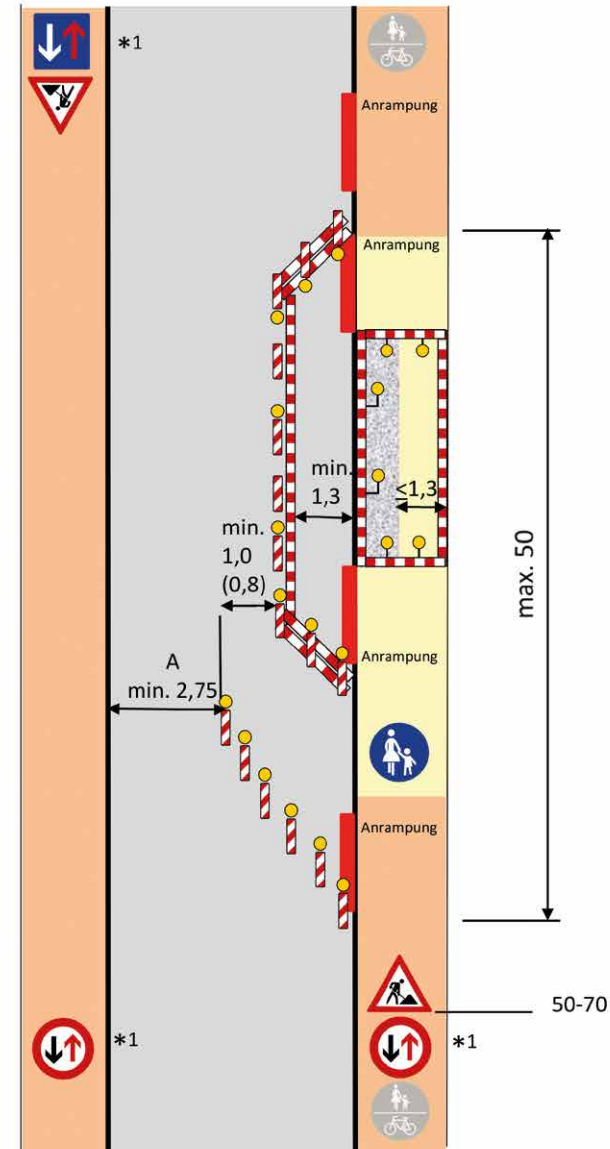 *1
Anrampung
Anrampung
min.
1,3
≤1,3
min.
1,0
(0,8)
max. 50
A
min. 2,75
Anrampung
Anrampung
50-70
*1
*1